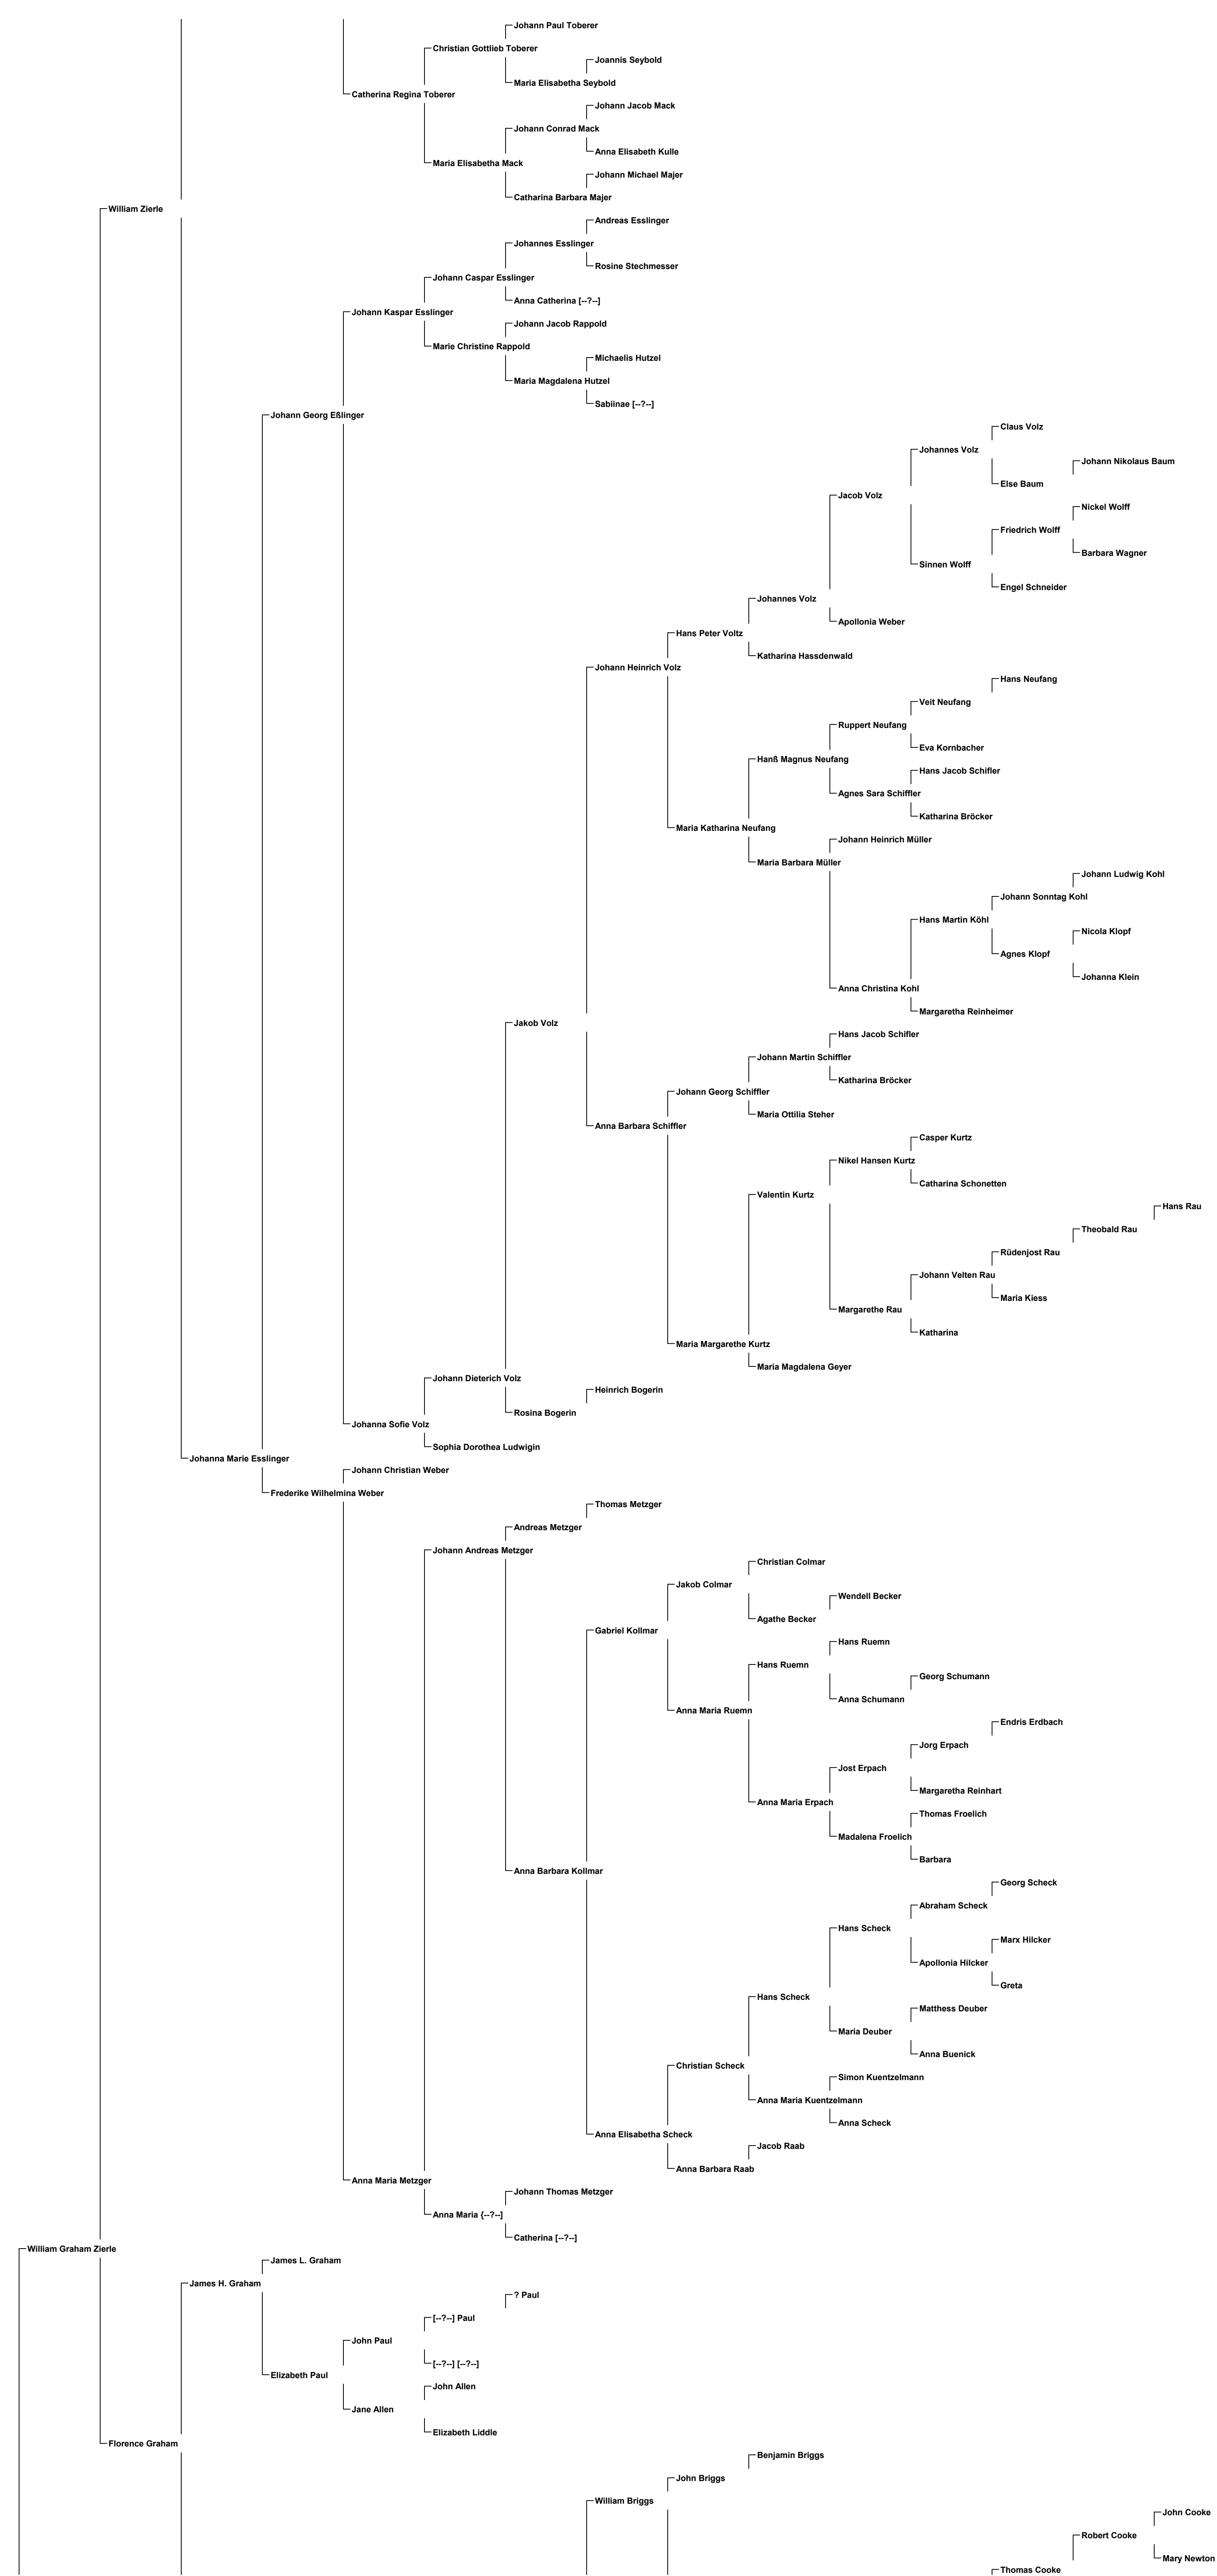 Johann Paul Toberer
Christian Gottlieb Toberer
Joannis Seybold
Maria Elisabetha Seybold
Catherina Regina Toberer
Johann Jacob Mack
Johann Conrad Mack
Anna Elisabeth Kulle
Maria Elisabetha Mack
Johann Michael Majer
Catharina Barbara Majer
William Zierle
Andreas Esslinger
Johannes Esslinger
Rosine Stechmesser
Johann Caspar Esslinger
Anna Catherina [--?--]
Johann Kaspar Esslinger
Johann Jacob Rappold
Marie Christine Rappold
Michaelis Hutzel
Maria Magdalena Hutzel
Sabiinae [--?--]
Johann Georg Eßlinger
Claus Volz
Johannes Volz
Johann Nikolaus Baum
Else Baum
Jacob Volz
Nickel Wolff
Friedrich Wolff
Barbara Wagner
Sinnen Wolff
Engel Schneider
Johannes Volz
Apollonia Weber
Hans Peter Voltz
Katharina Hassdenwald
Johann Heinrich Volz
Hans Neufang
Veit Neufang
Ruppert Neufang
Eva Kornbacher
Hanß Magnus Neufang
Hans Jacob Schifler
Agnes Sara Schiffler
Katharina Bröcker
Maria Katharina Neufang
Johann Heinrich Müller
Maria Barbara Müller
Johann Ludwig Kohl
Johann Sonntag Kohl
Hans Martin Köhl
Nicola Klopf
Agnes Klopf
Johanna Klein
Anna Christina Kohl
Margaretha Reinheimer
Jakob Volz
Hans Jacob Schifler
Johann Martin Schiffler
Katharina Bröcker
Johann Georg Schiffler
Maria Ottilia Steher
Anna Barbara Schiffler
Casper Kurtz
Nikel Hansen Kurtz
Catharina Schonetten
Valentin Kurtz
Hans Rau
Theobald Rau
Rüdenjost Rau
Johann Velten Rau
Maria Kiess
Margarethe Rau
Katharina
Maria Margarethe Kurtz
Maria Magdalena Geyer
Johann Dieterich Volz
Heinrich Bogerin
Rosina Bogerin
Johanna Sofie Volz
Sophia Dorothea Ludwigin
Johanna Marie Esslinger
Johann Christian Weber
Frederike Wilhelmina Weber
Thomas Metzger
Andreas Metzger
Johann Andreas Metzger
Christian Colmar
Jakob Colmar
Wendell Becker
Agathe Becker
Gabriel Kollmar
Hans Ruemn
Hans Ruemn
Georg Schumann
Anna Schumann
Anna Maria Ruemn
Endris Erdbach
Jorg Erpach
Jost Erpach
Margaretha Reinhart
Anna Maria Erpach
Thomas Froelich
Madalena Froelich
Barbara
Anna Barbara Kollmar
Georg Scheck
Abraham Scheck
Hans Scheck
Marx Hilcker
Apollonia Hilcker
Greta
Hans Scheck
Matthess Deuber
Maria Deuber
Anna Buenick
Christian Scheck
Simon Kuentzelmann
Anna Maria Kuentzelmann
Anna Scheck
Anna Elisabetha Scheck
Jacob Raab
Anna Barbara Raab
Anna Maria Metzger
Johann Thomas Metzger
Anna Maria {--?--]
Catherina [--?--]
William Graham Zierle
James L. Graham
James H. Graham
? Paul
[--?--] Paul
John Paul
[--?--] [--?--]
Elizabeth Paul
John Allen
Jane Allen
Elizabeth Liddle
Florence Graham
Benjamin Briggs
John Briggs
William Briggs
John Cooke
Robert Cooke
Mary Newton
Thomas Cooke